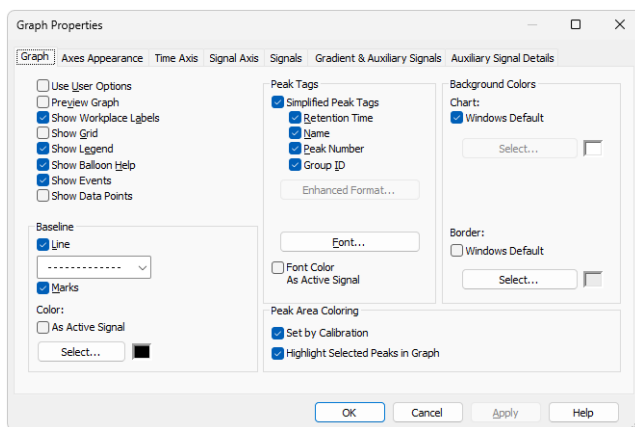 Graph Properties
Graph Axes Appearance Time Axis Signal Axis Signals Gradient & Auxiliary Signals Auxiliary Signal Details
Use User Options
Preview Graph
Show Workplace Labels
Show Grid
Show Legend
Show Balloon Help
Show Events
Show Data Points
Baseline
Line
Marks
Color:
As Active Signal
Select...
Peak Tags
Simplified Peak Tags
Retention Time
Name
Peak Number
Group ID
Enhanced Format...
Font...
Font Color
As Active Signal
Background Colors
Chart:
Windows Default
Select...
Border:
Windows Default
Select...
Peak Area Coloring
Set by Calibration
Highlight Selected Peaks in Graph
OK Cancel Apply Help